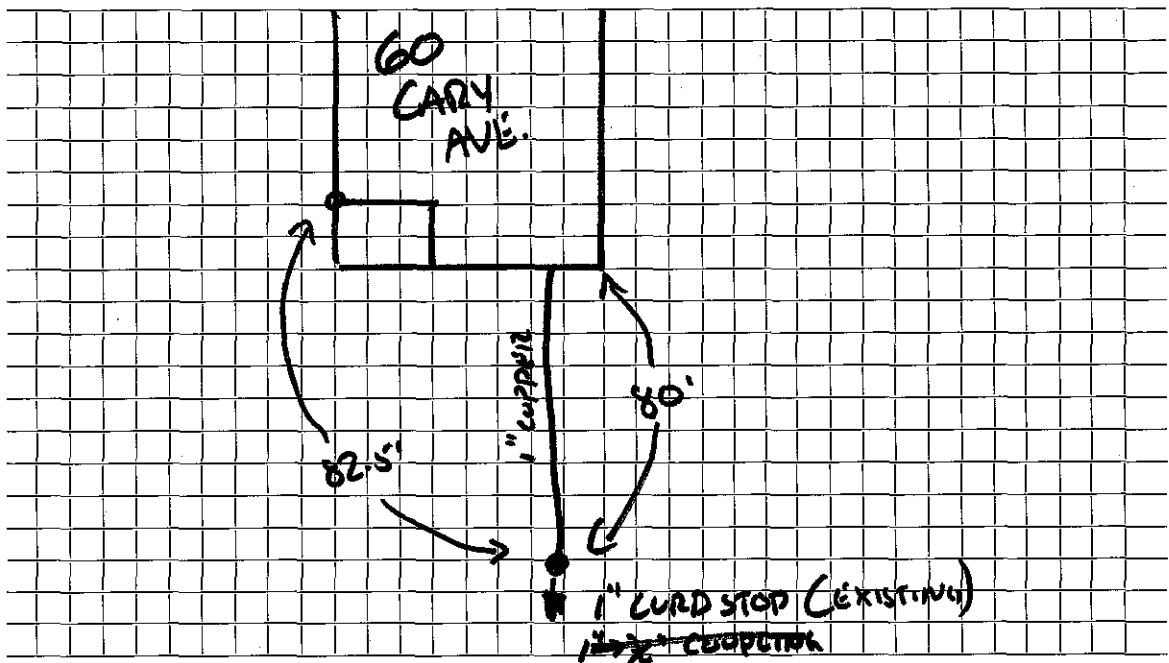 60
CARY
AVE.
1" COPPER
80'
82.5'
1" CURB STOP (EXISTING)